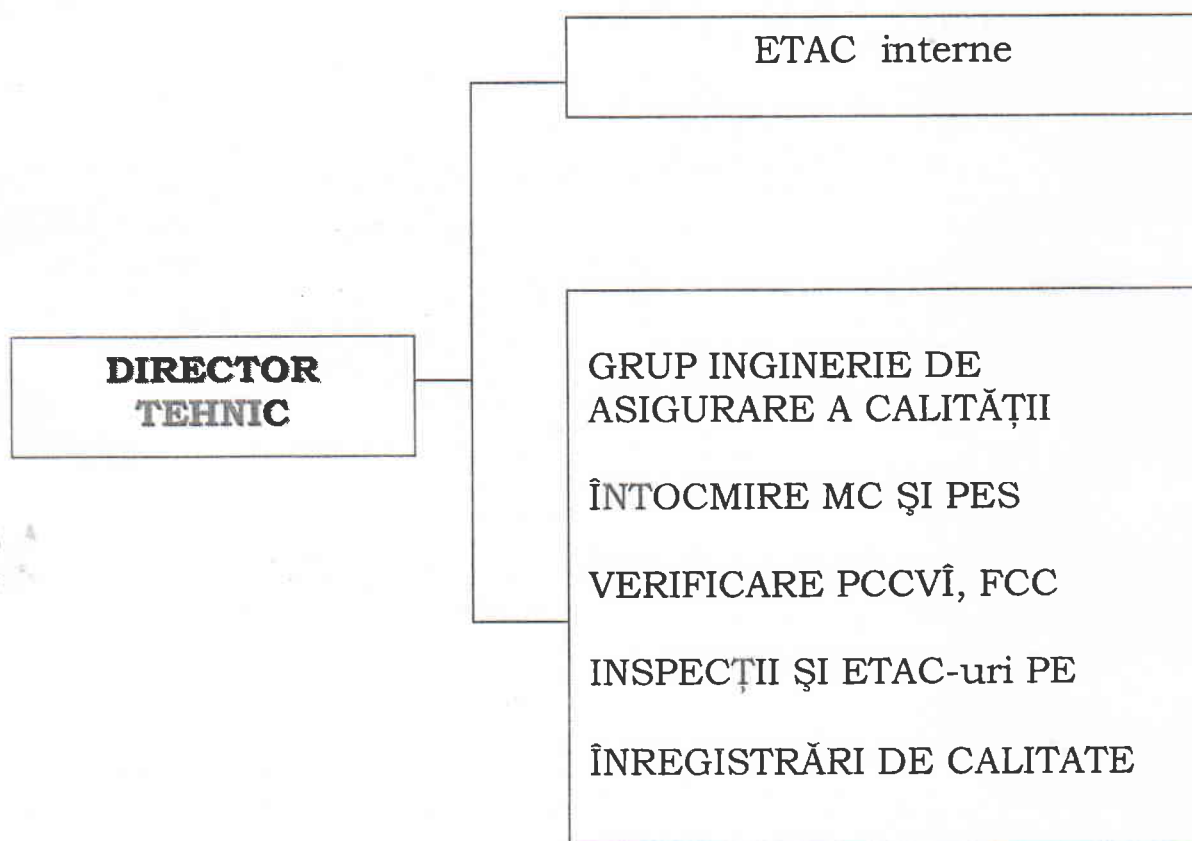 ETAC interne
DIRECTOR
TEHNIC
GRUP INGINERIE DE
ASIGURARE A CALITĂȚII
ÎNTOCMIRE MC ŞI PES
VERIFICARE PCCVÎ, FCC
INSPECȚII ŞI ETAC-uri PE
ÎNREGISTRĂRI DE CALITATE